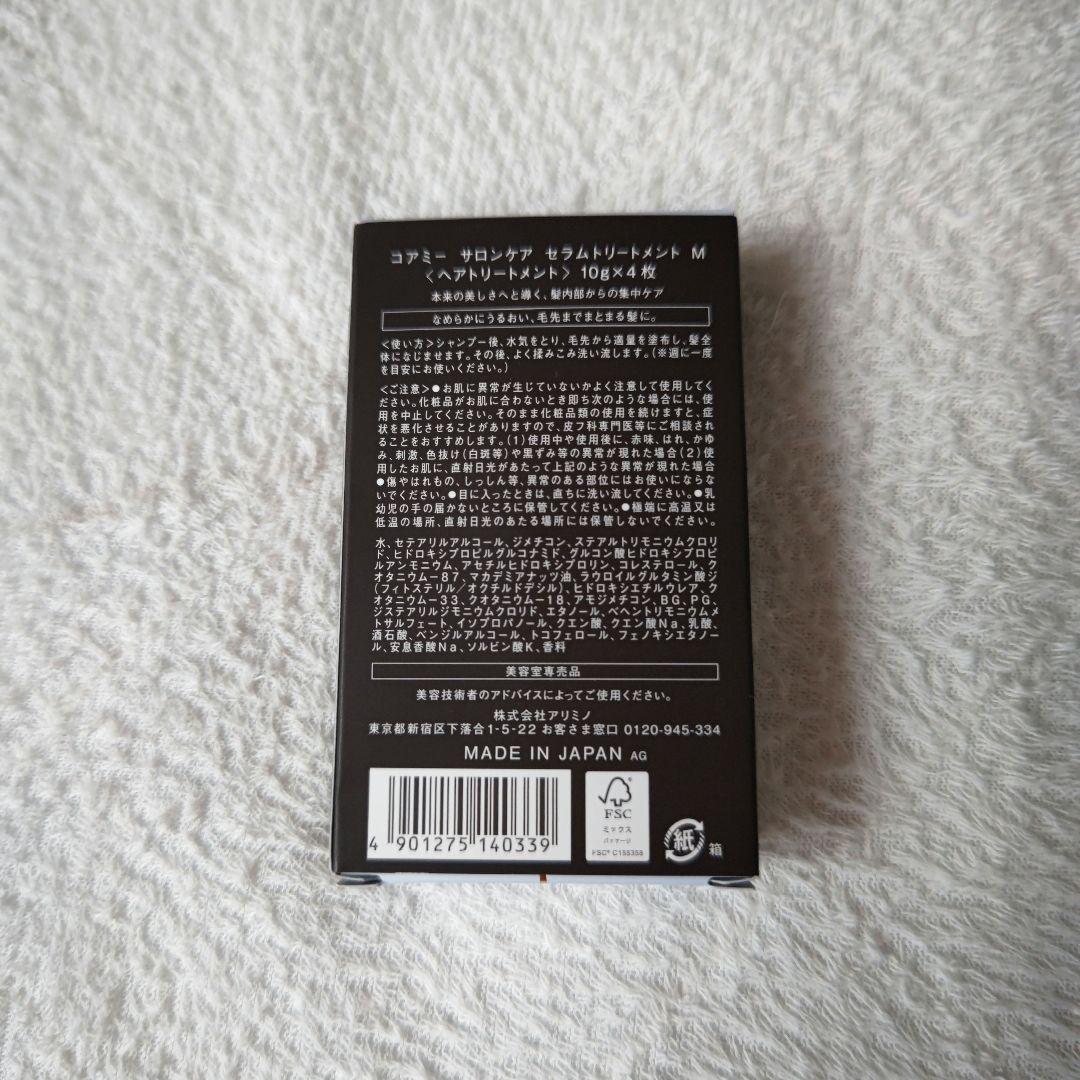 コアミー サロンケア セラムトリートメント M
〈ヘアトリートメント〉 10g×4枚
本来の美しさへと導く、髪内部からの集中ケア
なめらかにうるおい、毛先までまとまる髪に。
〈使い方〉シャンプー後、水気をとり、毛先から適量を塗布し、髪全
体になじませます。その後、よく揉みこみ洗い流します。(※週に一度
を目安にお使いください。)
〈ご注意〉●お肌に異常が生じていないかよく注意して使用してく
ださい。化粧品がお肌に合わないとき即ち次のような場合には、使
用を中止してください。そのまま化粧品類の使用を続けますと、症
状を悪化させることがありますので、皮フ科専門医等にご相談され
ることをおすすめします。(1)使用中や使用後に、赤味、はれ、かゆ
み、刺激、色抜け(白斑等)や黒ずみ等の異常が現れた場合(2)使
用したお肌に、直射日光があたって上記のような異常が現れた場合
●傷やはれもの、しっしん等、異常のある部位にはお使いにならな
いでください。●目に入ったときは、直ちに洗い流してください。●乳
幼児の手の届かないところに保管してください。●極端に高温又は
低温の場所、直射日光のあたる場所には保管しないでください。
水、セテアリルアルコール、ジメチコン、ステアルトリモニウムクロリ
ド、ヒドロキシプロピルグルコナミド、グルコン酸ヒドロキシプロピ
ルアンモニウム、アセチルヒドロキシプロリン、コレステロール、ク
オタニウム-87、マカデミアナッツ油、ラウロイルグルタミン酸ジ
(フィトステリル/オクチルドデシル)、ヒドロキシエチルウレア、ク
オタニウム-33、クオタニウム-18、アモジメチコン、BG、PG、
ジステアリルジモニウムクロリド、エタノール、ベヘントリモニウムメ
トサルフェート、イソプロパノール、クエン酸、クエン酸Na、乳酸、
酒石酸、ベンジルアルコール、トコフェロール、フェノキシエタノー
ル、安息香酸Na、ソルビン酸K、香料
美容室専売品
美容技術者のアドバイスによってご使用ください。
株式会社アリミノ
東京都新宿区下落合1-5-22 お客さま窓口 0120-945-334
MADE IN JAPAN AG
4 901275 140339
FSC
ミックス
パッケージ
FSC® C155358
紙 箱